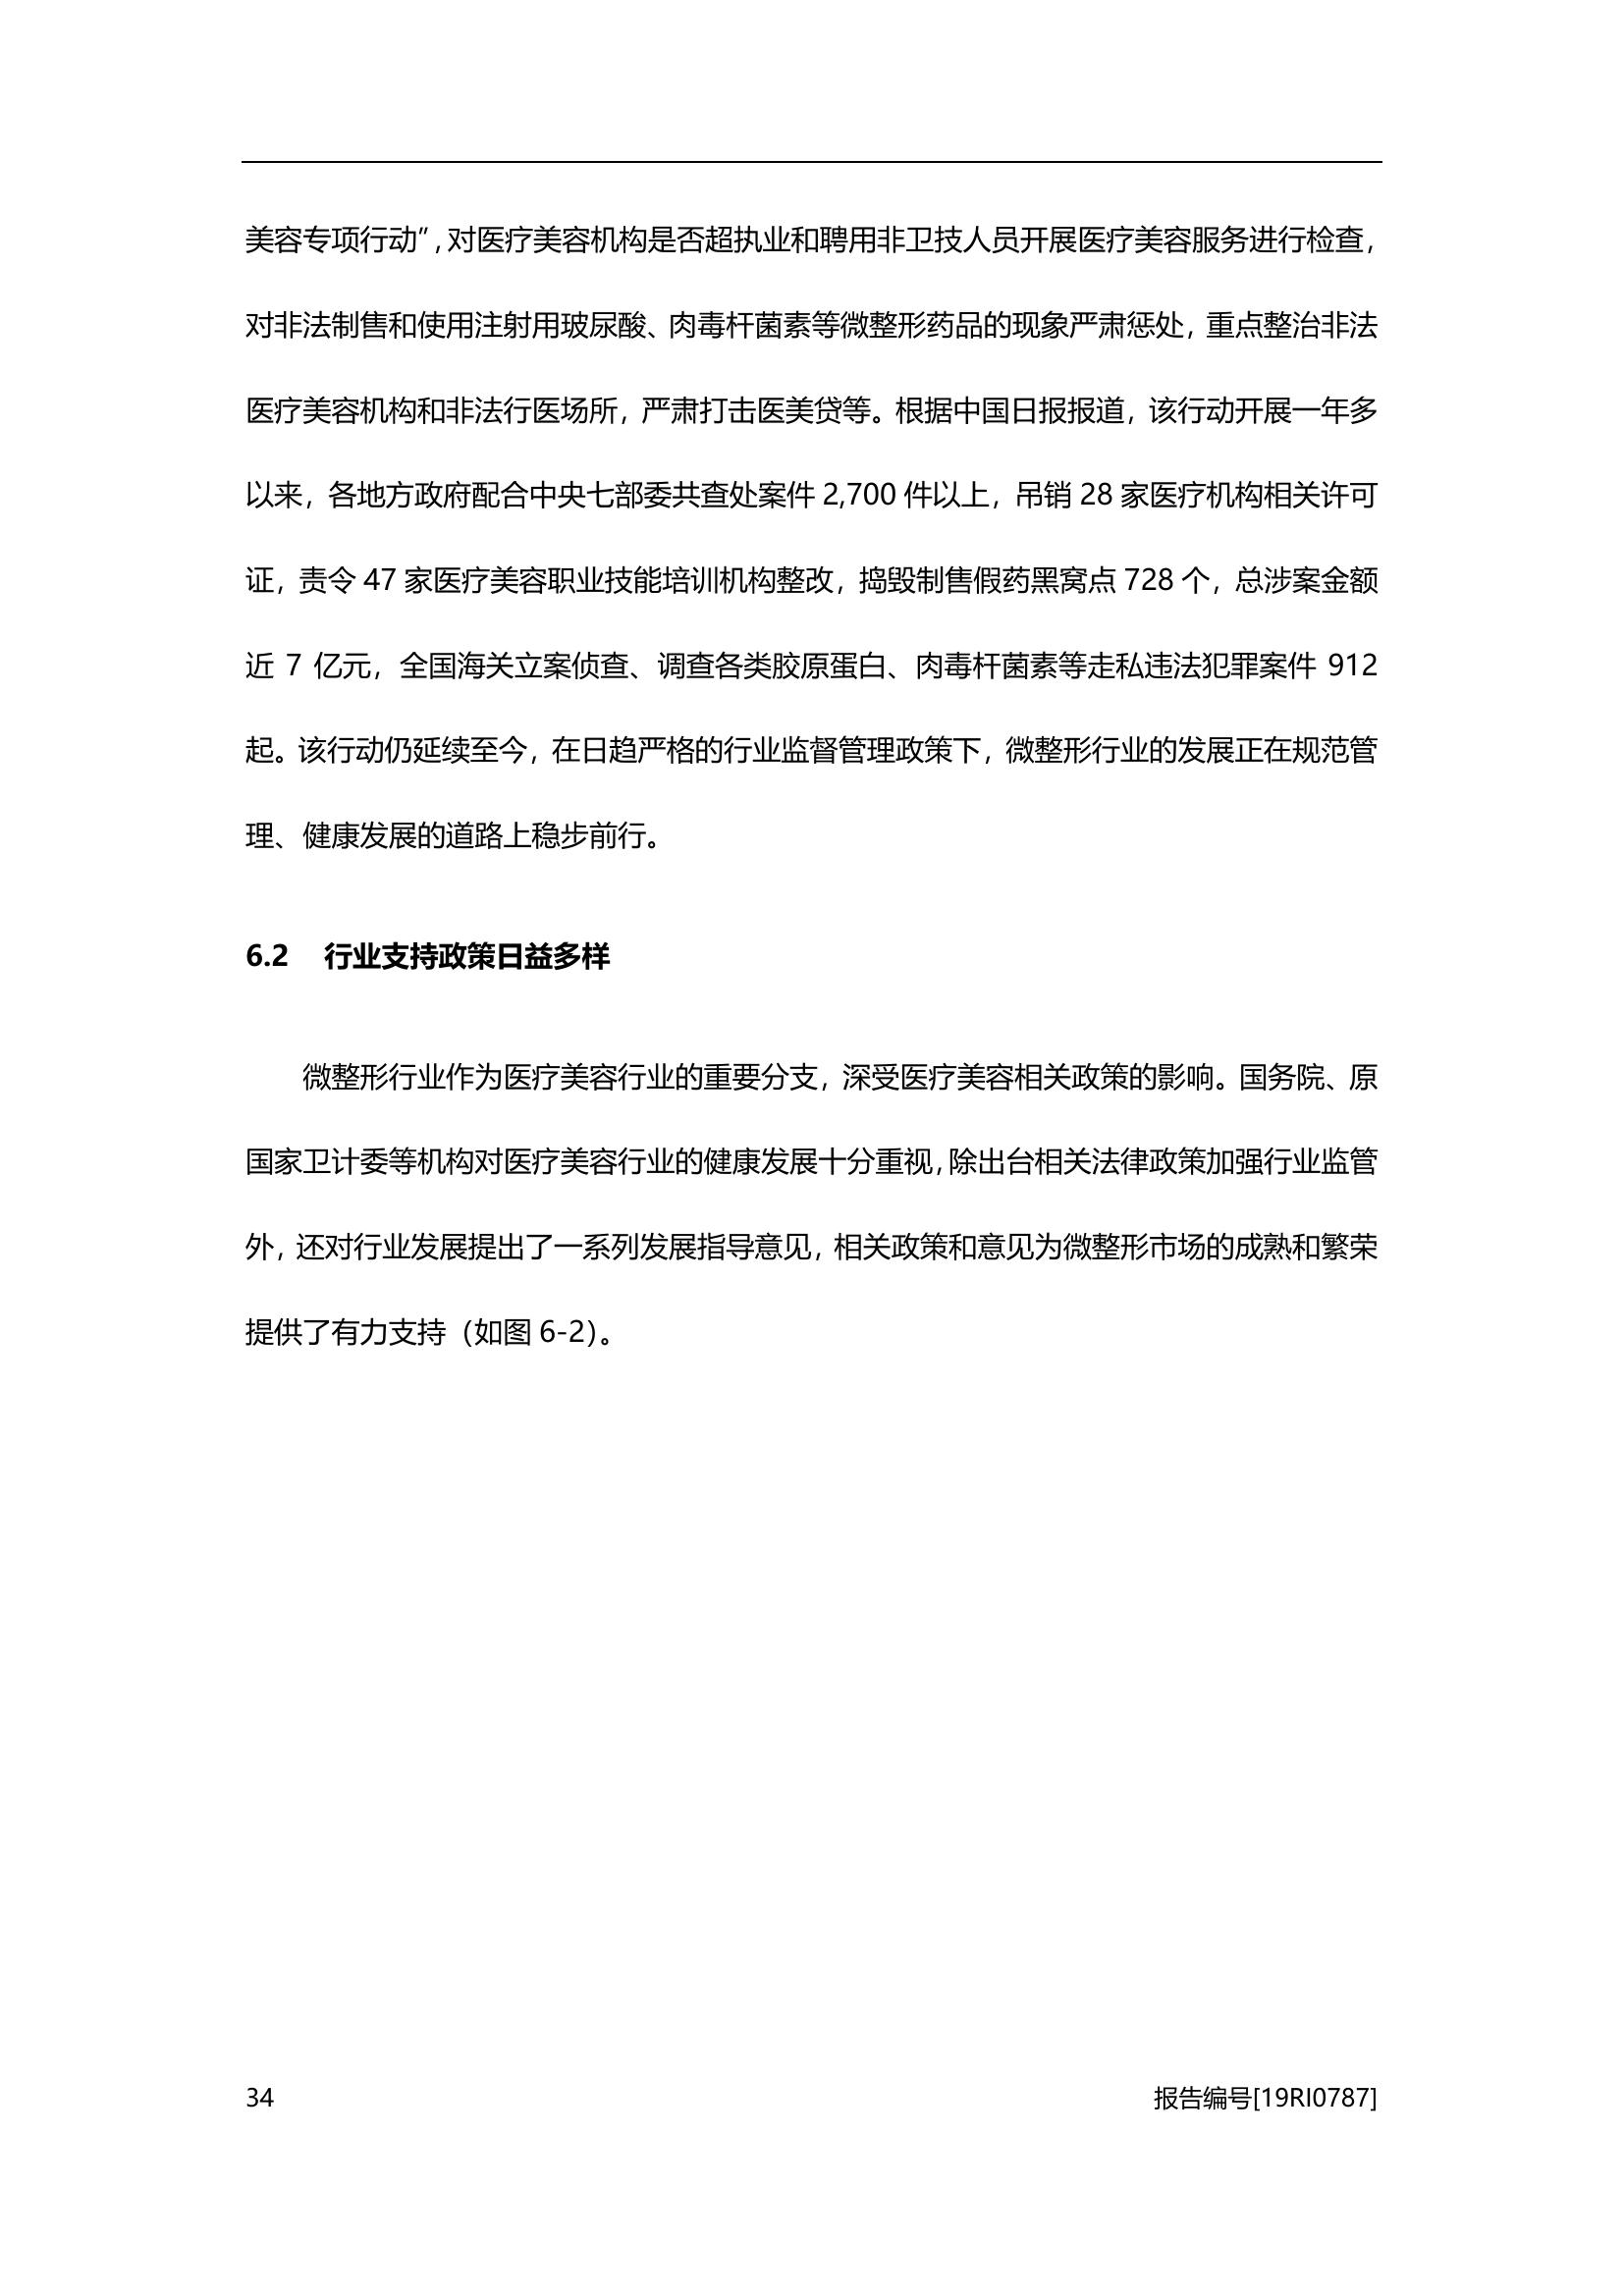 美容专项行动”，对医疗美容机构是否超执业和聘用非卫技人员开展医疗美容服务进行检查，
对非法制售和使用注射用玻尿酸、肉毒杆菌素等微整形药品的现象严肃惩处，重点整治非法
医疗美容机构和非法行医场所，严肃打击医美贷等。根据中国日报报道，该行动开展一年多
以来，各地方政府配合中央七部委共查处案件 2,700 件以上，吊销 28 家医疗机构相关许可
证，责令 47 家医疗美容职业技能培训机构整改，捣毁制售假药黑窝点 728 个，总涉案金额
近 7 亿元，全国海关立案侦查、调查各类胶原蛋白、肉毒杆菌素等走私违法犯罪案件 912
起。该行动仍延续至今，在日趋严格的行业监督管理政策下，微整形行业的发展正在规范管
理、健康发展的道路上稳步前行。
6.2 行业支持政策日益多样
微整形行业作为医疗美容行业的重要分支，深受医疗美容相关政策的影响。国务院、原
国家卫计委等机构对医疗美容行业的健康发展十分重视，除出台相关法律政策加强行业监管
外，还对行业发展提出了一系列发展指导意见，相关政策和意见为微整形市场的成熟和繁荣
提供了有力支持（如图 6-2）。
34 报告编号[19RI0787]